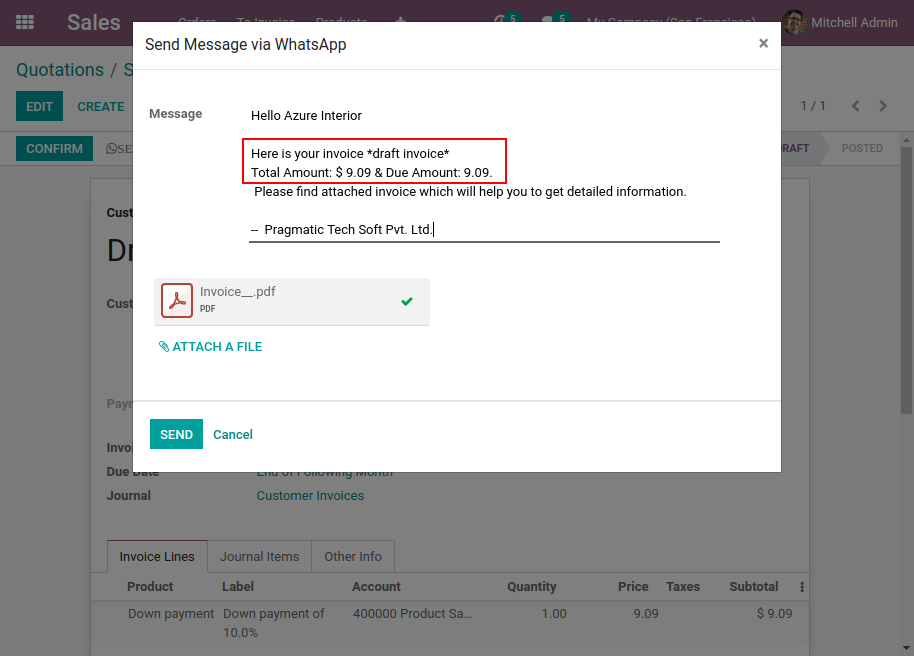 Sales Orders To Invoice Products + 5 5 My Company (San Francisco) Mitchell Admin
Send Message via WhatsApp ×
Quotations / S
EDIT CREATE 1 / 1
CONFIRM SE DRAFT POSTED
Message Hello Azure Interior
Here is your invoice *draft invoice*
Total Amount: $ 9.09 & Due Amount: 9.09.
Please find attached invoice which will help you to get detailed information.
-- Pragmatic Tech Soft Pvt. Ltd.
Cust
Dr
Cust
Invoice__.pdf
PDF
ATTACH A FILE
Payr
SEND Cancel
Invoi
Due Date End of Following Month
Journal Customer Invoices
Invoice Lines Journal Items Other Info
Product Label Account Quantity Price Taxes Subtotal
Down payment Down payment of 10.0% 400000 Product Sa... 1.00 9.09 $ 9.09